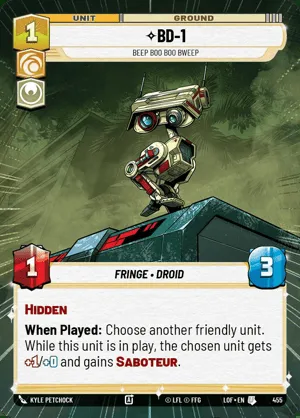 UNIT GROUND
1
✧BD-1
BEEP BOO BOO BWEEP
1
FRINGE • DROID
3
HIDDEN
When Played: Choose another friendly unit.
While this unit is in play, the chosen unit gets
+1/+0 and gains SABOTEUR.
KYLE PETCHOCK © LFL © FFG LOF • EN 455